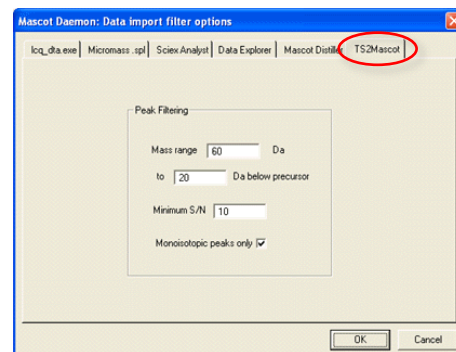 Mascot Daemon: Data import filter options
lcq_dta.exe Micromass .spl Sciex Analyst Data Explorer Mascot Distiller TS2Mascot
Peak Filtering
Mass range 60 Da
to 20 Da below precursor
Minimum S/N 10
Monoisotopic peaks only
OK Cancel